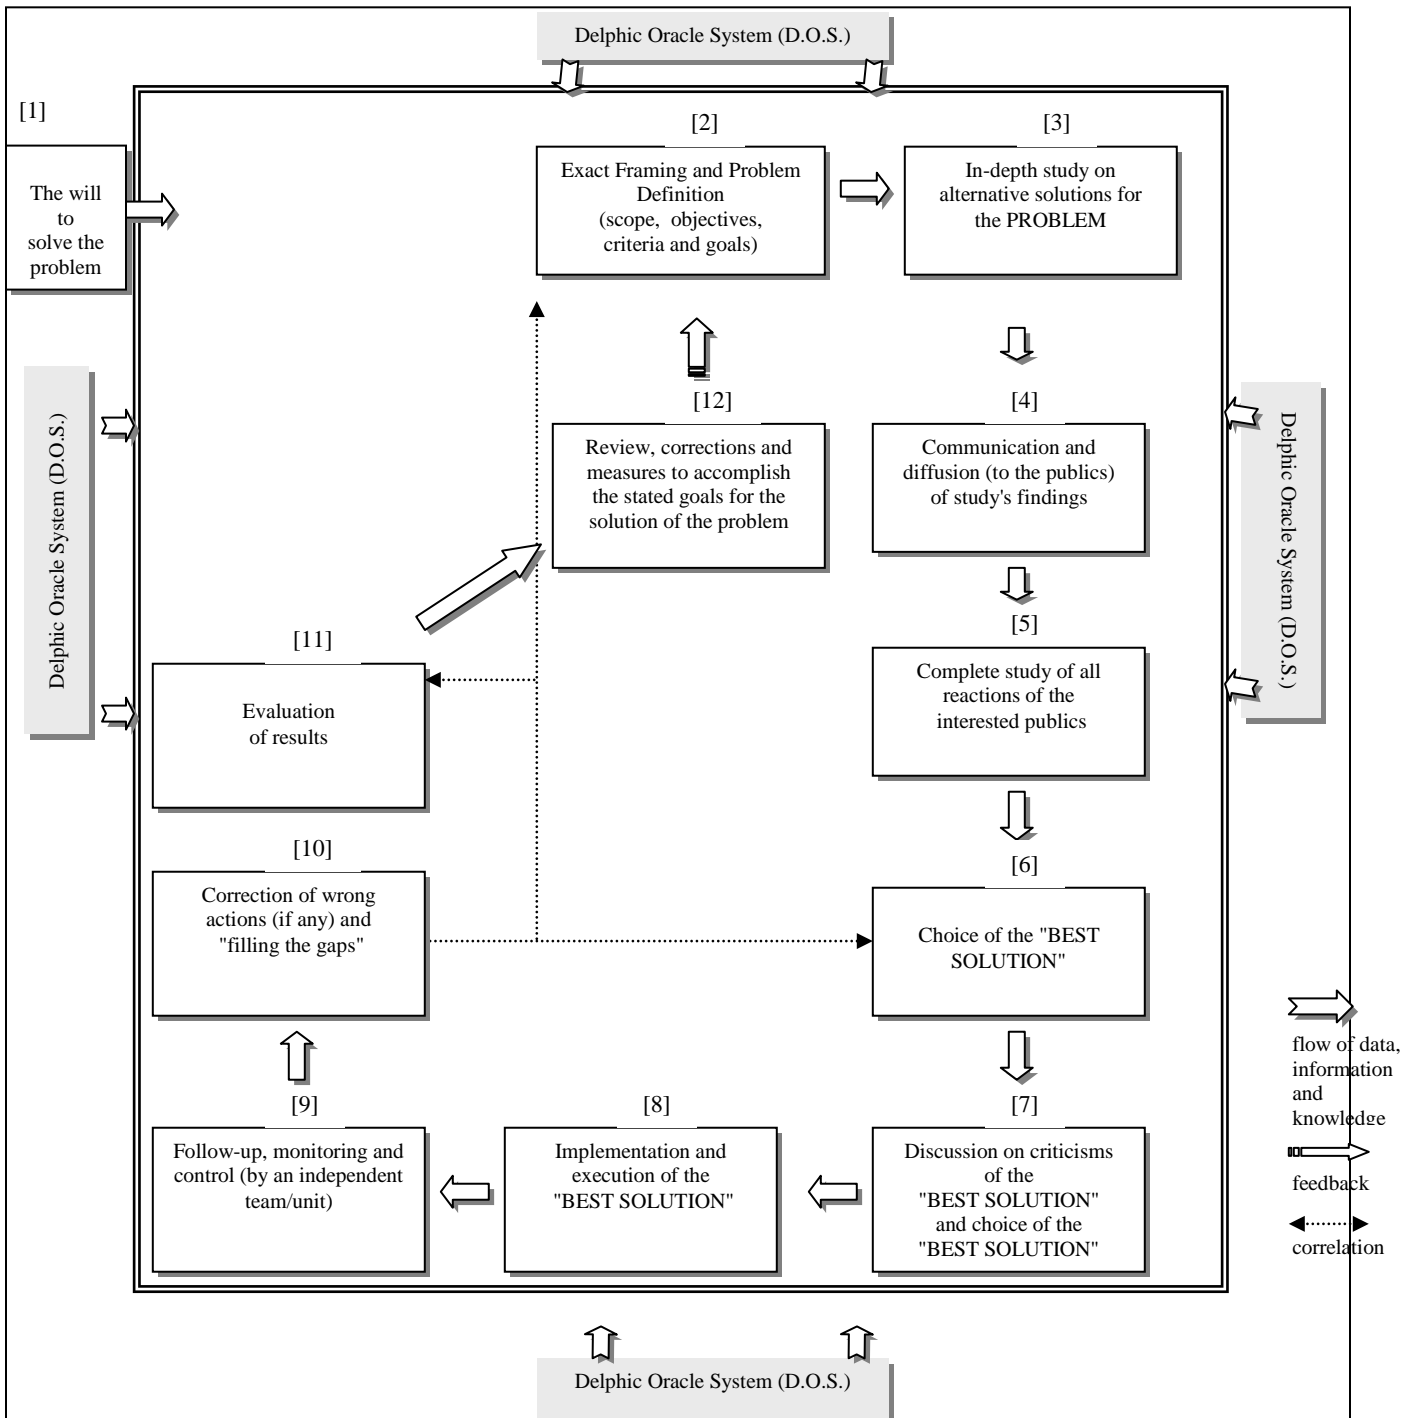 Delphic Oracle System (D.O.S.)
[1]
The will
to
solve the
problem
[2]
Exact Framing and Problem
Definition
(scope, objectives,
criteria and goals)
[3]
In-depth study on
alternative solutions for
the PROBLEM
[12]
Review, corrections and
measures to accomplish
the stated goals for the
solution of the problem
[4]
Communication and
diffusion (to the publics)
of study's findings
Delphic Oracle System (D.O.S.)
Delphic Oracle System (D.O.S.)
[5]
Complete study of all
reactions of the
interested publics
[11]
Evaluation
of results
[10]
Correction of wrong
actions (if any) and
"filling the gaps"
[6]
Choice of the "BEST
SOLUTION"
[9]
Follow-up, monitoring and
control (by an independent
team/unit)
[8]
Implementation and
execution of the
"BEST SOLUTION"
[7]
Discussion on criticisms
of the
"BEST SOLUTION"
and choice of the
"BEST SOLUTION"
flow of data,
information
and
knowledge
feedback
correlation
Delphic Oracle System (D.O.S.)